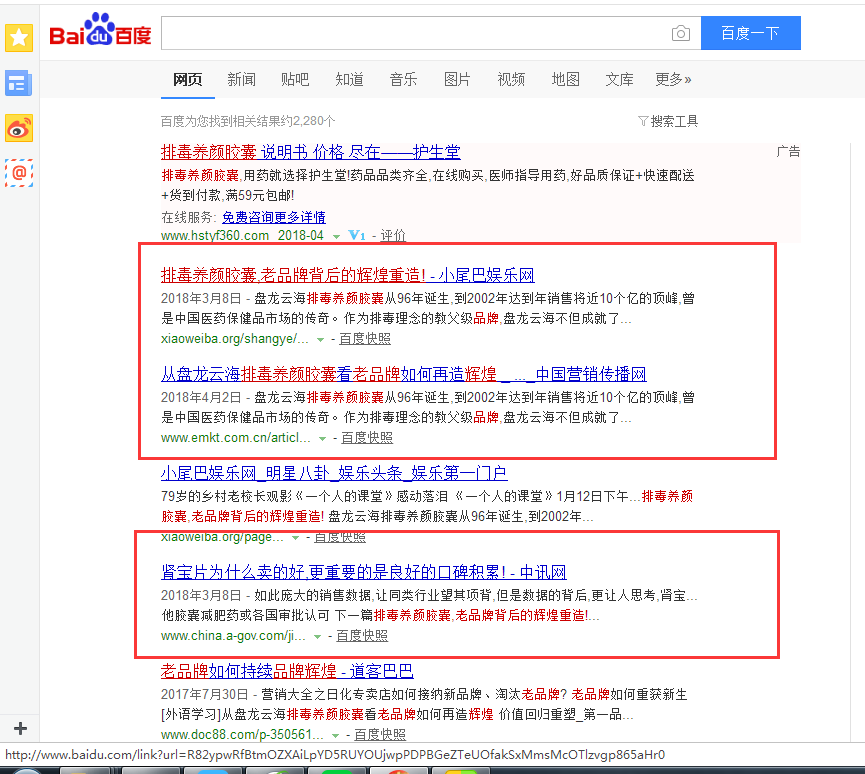 Bai du 百度
百度一下
网页 新闻 贴吧 知道 音乐 图片 视频 地图 文库 更多»
百度为您找到相关结果约2,280个 搜索工具
排毒养颜胶囊 说明书 价格 尽在——护生堂 广告
排毒养颜胶囊,用药就选择护生堂!药品品类齐全,在线购买,医师指导用药,好品质保证+快速配送
+货到付款,满59元包邮!
在线服务: 免费咨询更多详情
www.hstyf360.com 2018-04 V1 - 评价
排毒养颜胶囊,老品牌背后的辉煌重造! - 小尾巴娱乐网
2018年3月8日 - 盘龙云海排毒养颜胶囊从96年诞生,到2002年达到年销售将近10个亿的顶峰,曾
是中国医药保健品市场的传奇。作为排毒理念的教父级品牌,盘龙云海不但成就了...
xiaoweiba.org/shangye/... - 百度快照
从盘龙云海排毒养颜胶囊看老品牌如何再造辉煌 _ ..._中国营销传播网
2018年4月2日 - 盘龙云海排毒养颜胶囊从96年诞生,到2002年达到年销售将近10个亿的顶峰,曾
是中国医药保健品市场的传奇。作为排毒理念的教父级品牌,盘龙云海不但成就了...
www.emkt.com.cn/articl... - 百度快照
小尾巴娱乐网_明星八卦_娱乐头条_娱乐第一门户
79岁的乡村老校长观影《一个人的课堂》感动落泪 《一个人的课堂》1月12日下午...排毒养颜
胶囊,老品牌背后的辉煌重造! 盘龙云海排毒养颜胶囊从96年诞生,到2002年...
xiaoweiba.org/page... - 百度快照
肾宝片为什么卖的好,更重要的是良好的口碑积累! - 中讯网
2018年3月8日 - 如此庞大的销售数据,让同类行业望其项背,但是数据的背后,更让人思考,肾宝...
他胶囊减肥药或各国审批认可 下一篇排毒养颜胶囊,老品牌背后的辉煌重造!...
www.china.a-gov.com/ji... - 百度快照
老品牌如何持续品牌辉煌 - 道客巴巴
2017年7月30日 - 营销大全之日化专卖店如何接纳新品牌、淘汰老品牌? 老品牌如何重获新生
[外语学习]从盘龙云海排毒养颜胶囊看老品牌如何再造辉煌 价值回归重塑_第一品...
www.doc88.com/p-350561... - 百度快照
http://www.baidu.com/link?url=R82ypwRfBtmOZXAiLpYD5RUYOUjwpPDPBGeZTeUOfakSxMmsMcOTlzvgp865aHr0